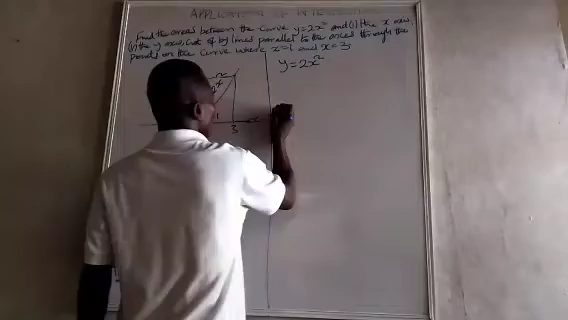 APPLICATION OF INTEGRATION
Find the areas between the curve y=2x² and (i) the x axis,
(ii) the y axis, cut off by lines parallel to the axes through the
points on the curve where x=1 and x=3
y=2x²
1
3
x